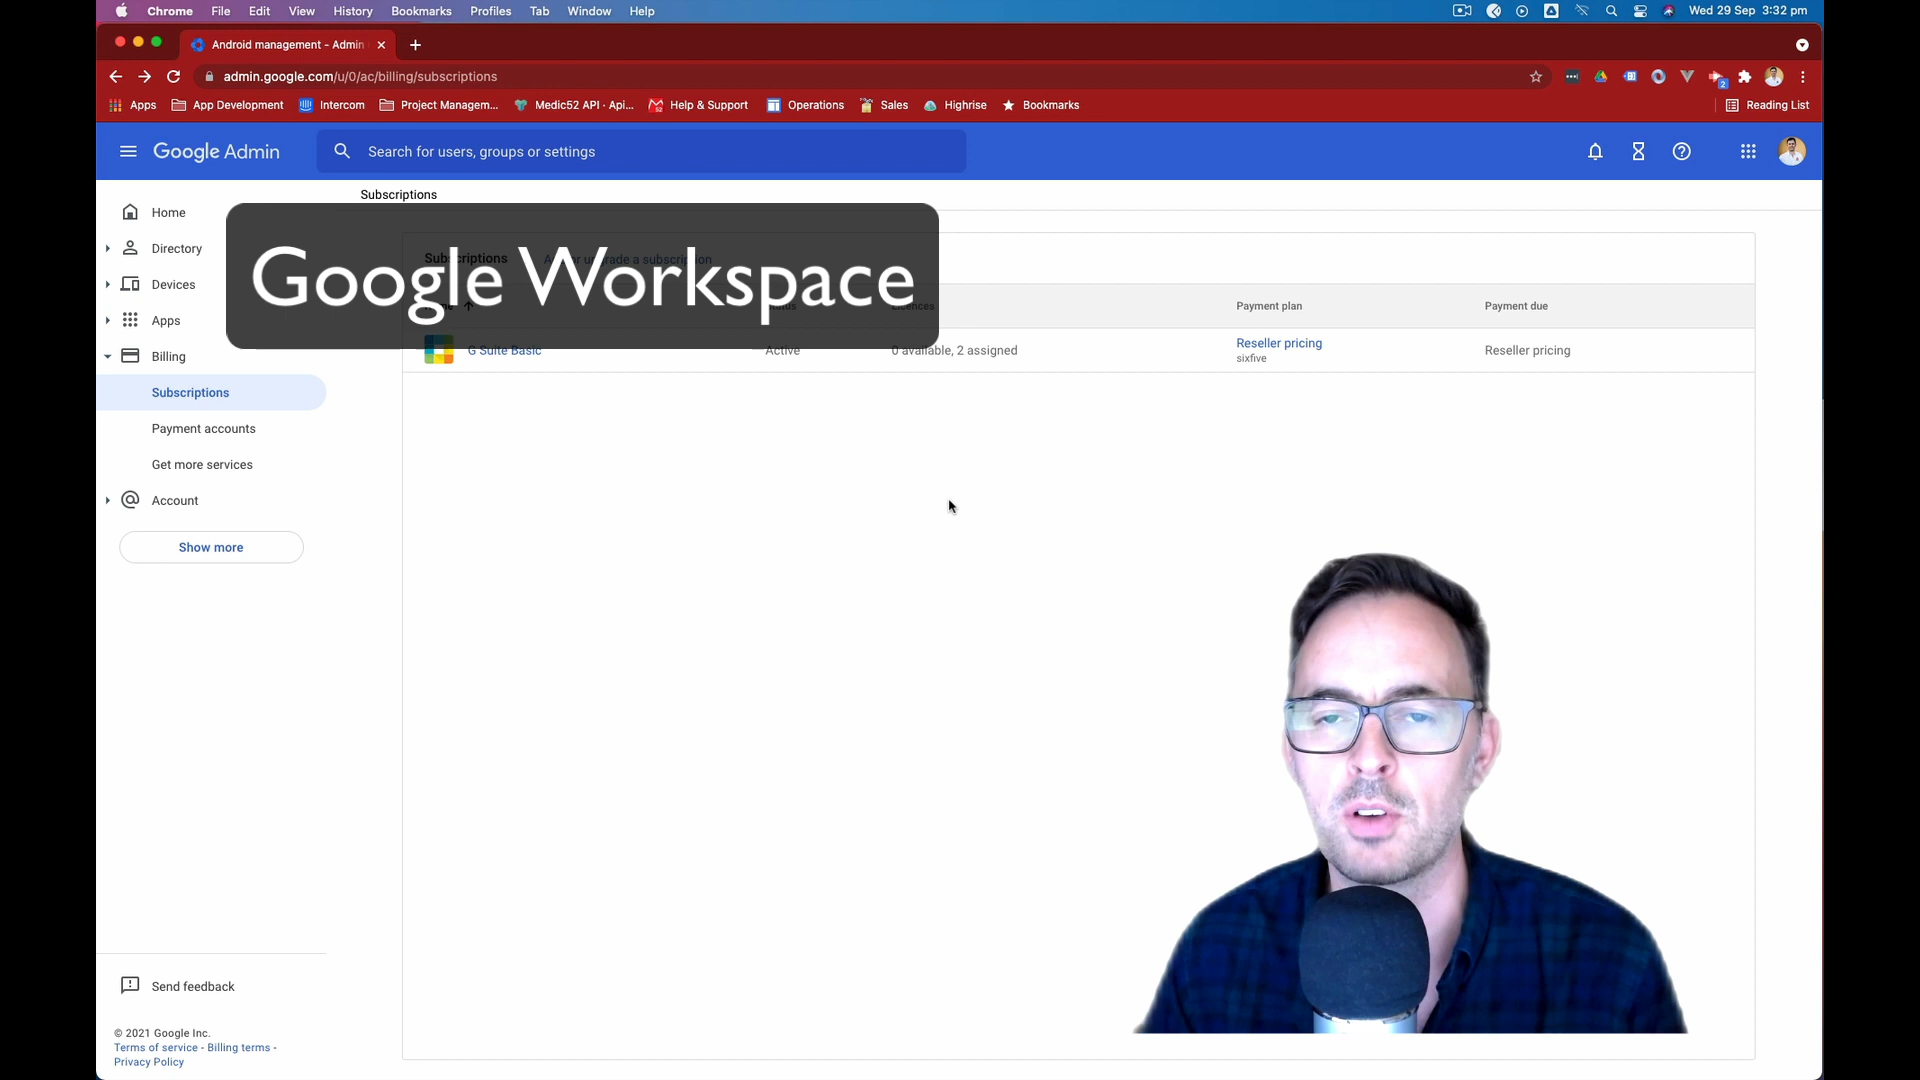 Chrome File Edit View History Bookmarks Profiles Tab Window Help Wed 29 Sep 3:32 pm
Android management - Admin
admin.google.com/u/0/ac/billing/subscriptions
Apps App Development Intercom Project Managem... Medic52 API · Api... Help & Support Operations Sales Highrise Bookmarks Reading List
Google Admin Search for users, groups or settings
Subscriptions
Home
Directory
Devices
Apps
Billing
Subscriptions
Payment accounts
Get more services
Account
Show more
Google Workspace
Subscriptions
Licences Payment plan Payment due
G Suite Basic Active 0 available, 2 assigned Reseller pricing Reseller pricing
sixfive
Send feedback
© 2021 Google Inc.
Terms of service - Billing terms -
Privacy Policy
2